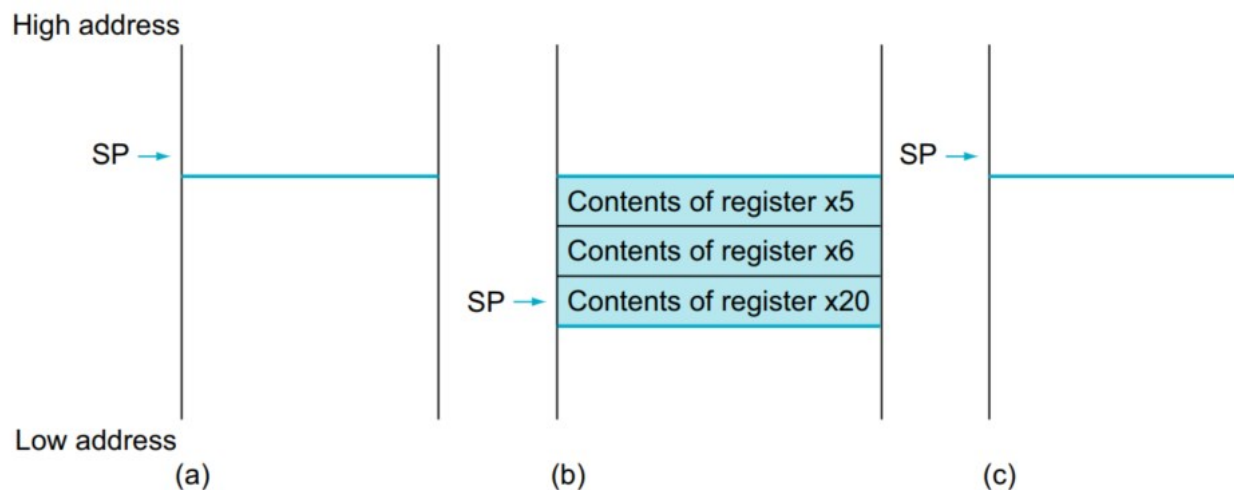 High address
SP
SP
Contents of register x5
Contents of register x6
SP
Contents of register x20
Low address
(a)
(b)
(c)